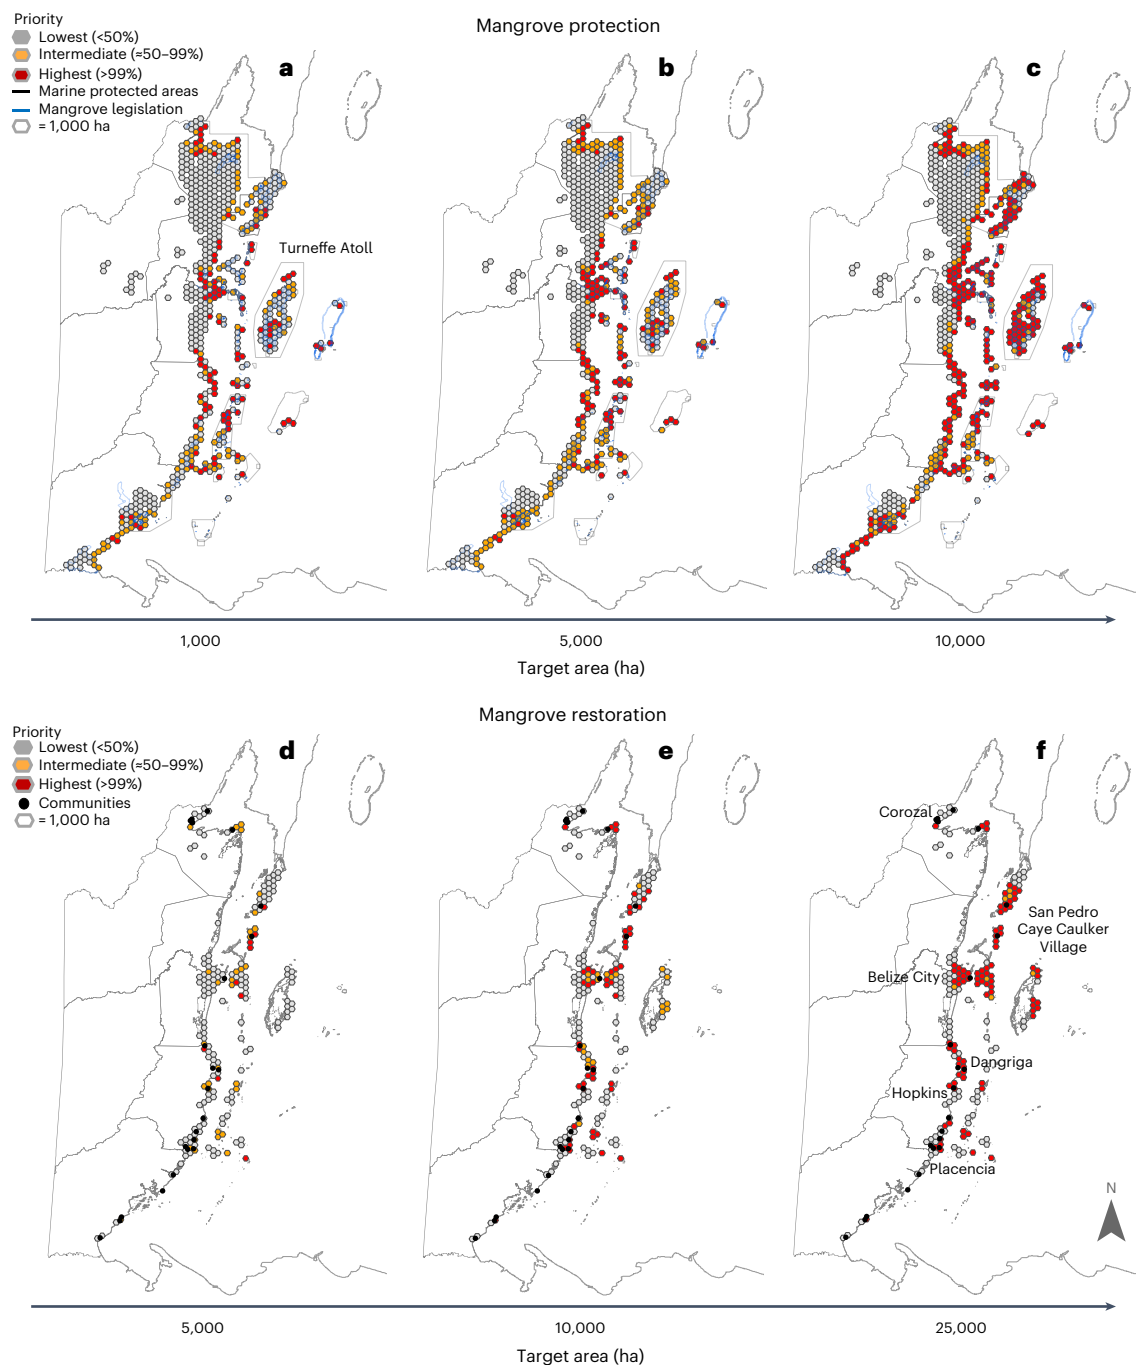 Mangrove protection
Priority
Lowest (<50%)
Intermediate (≈50–99%)
Highest (>99%)
Marine protected areas
Mangrove legislation
= 1,000 ha
a
b
c
Turneffe Atoll
1,000
5,000
10,000
Target area (ha)
Mangrove restoration
Priority
Lowest (<50%)
Intermediate (≈50–99%)
Highest (>99%)
Communities
= 1,000 ha
d
e
f
Corozal
San Pedro
Caye Caulker
Village
Belize City
Dangriga
Hopkins
Placencia
N
5,000
10,000
25,000
Target area (ha)